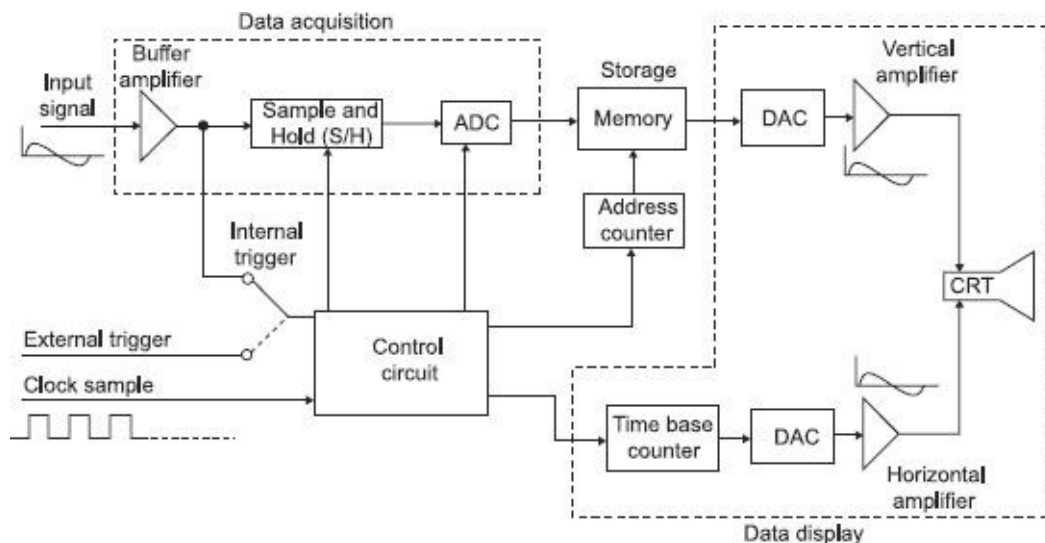 Data acquisition
Buffer
amplifier
Input
signal
Sample and
Hold (S/H)
ADC
Storage
Memory
DAC
Vertical
amplifier
Address
counter
Internal
trigger
CRT
External trigger
Clock sample
Control
circuit
Time base
counter
DAC
Horizontal
amplifier
Data display